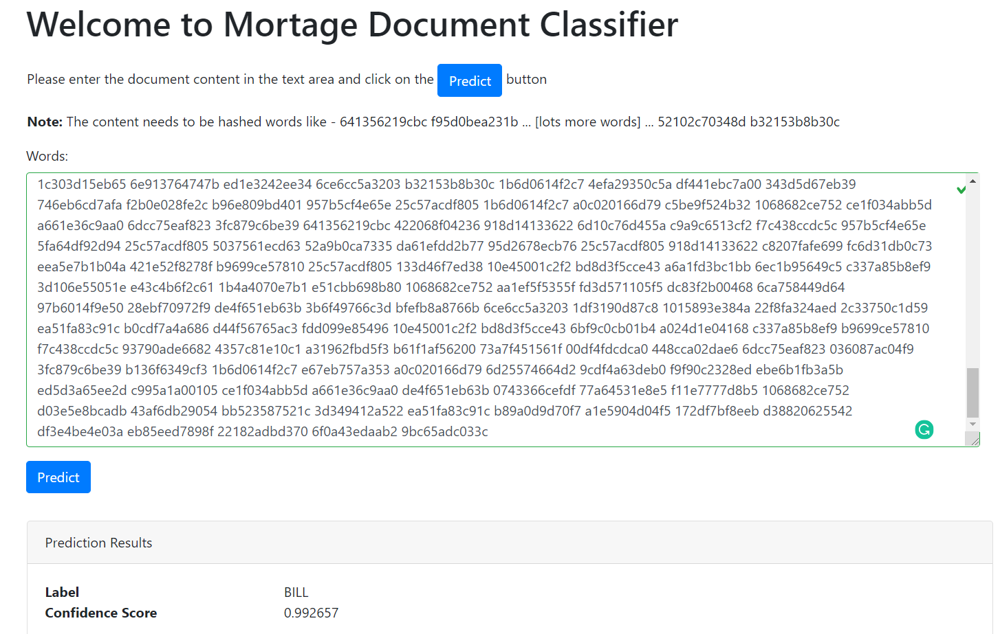 Welcome to Mortage Document Classifier
Please enter the document content in the text area and click on the Predict button
Note: The content needs to be hashed words like - 641356219cbc f95d0bea231b ... [lots more words] ... 52102c70348d b32153b8b30c
Words:
1c303d15eb65 6e913764747b ed1e3242ee34 6ce6cc5a3203 b32153b8b30c 1b6d0614f2c7 4efa29350c5a df441ebc7a00 343d5d67eb39
746eb6cd7afa f2b0e028fe2c b96e809bd401 957b5cf4e65e 25c57acdf805 1b6d0614f2c7 a0c020166d79 c5be9f524b32 1068682ce752 ce1f034abb5d
a661e36c9aa0 6dcc75eaf823 3fc879c6be39 641356219cbc 422068f04236 918d14133622 6d10c76d455a c9a9c6513cf2 f7c438ccdc5c 957b5cf4e65e
5fa64df92d94 25c57acdf805 5037561ecd63 52a9b0ca7335 da61efdd2b77 95d2678ecb76 25c57acdf805 918d14133622 c8207fafe699 fc6d31db0c73
eea5e7b1b04a 421e52f8278f b9699ce57810 25c57acdf805 133d46f7ed38 10e45001c2f2 bd8d3f5cce43 a6a1fd3bc1bb 6ec1b95649c5 c337a85b8ef9
3d106e55051e e43c4b6f2c61 1b4a4070e7b1 e51cbb698b80 1068682ce752 aa1ef5f5355f fd3d571105f5 dc83f2b00468 6ca758449d64
97b6014f9e50 28ebf70972f9 de4f651eb63b 3b6f49766c3d bfefb8a8766b 6ce6cc5a3203 1df3190d87c8 1015893e384a 22f8fa324aed 2c33750c1d59
ea51fa83c91c b0cdf7a4a686 d44f56765ac3 fdd099e85496 10e45001c2f2 bd8d3f5cce43 6bf9c0cb01b4 a024d1e04168 c337a85b8ef9 b9699ce57810
f7c438ccdc5c 93790ade6682 4357c81e10c1 a31962fbd5f3 b61f1af56200 73a7f451561f 00df4fdcdca0 448cca02dae6 6dcc75eaf823 036087ac04f9
3fc879c6be39 b136f6349cf3 1b6d0614f2c7 e67eb757a353 a0c020166d79 6d25574664d2 9cdf4a63deb0 f9f90c2328ed ebe6b1fb3a5b
ed5d3a65ee2d c995a1a00105 ce1f034abb5d a661e36c9aa0 de4f651eb63b 0743366cefdf 77a64531e8e5 f11e7777d8b5 1068682ce752
d03e5e8bcadb 43af6db29054 bb523587521c 3d349412a522 ea51fa83c91c b89a0d9d70f7 a1e5904d04f5 172df7bf8eeb d38820625542
df3e4be4e03a eb85eed7898f 22182adbd370 6f0a43edaab2 9bc65adc033c
Predict
Prediction Results
Label BILL
Confidence Score 0.992657